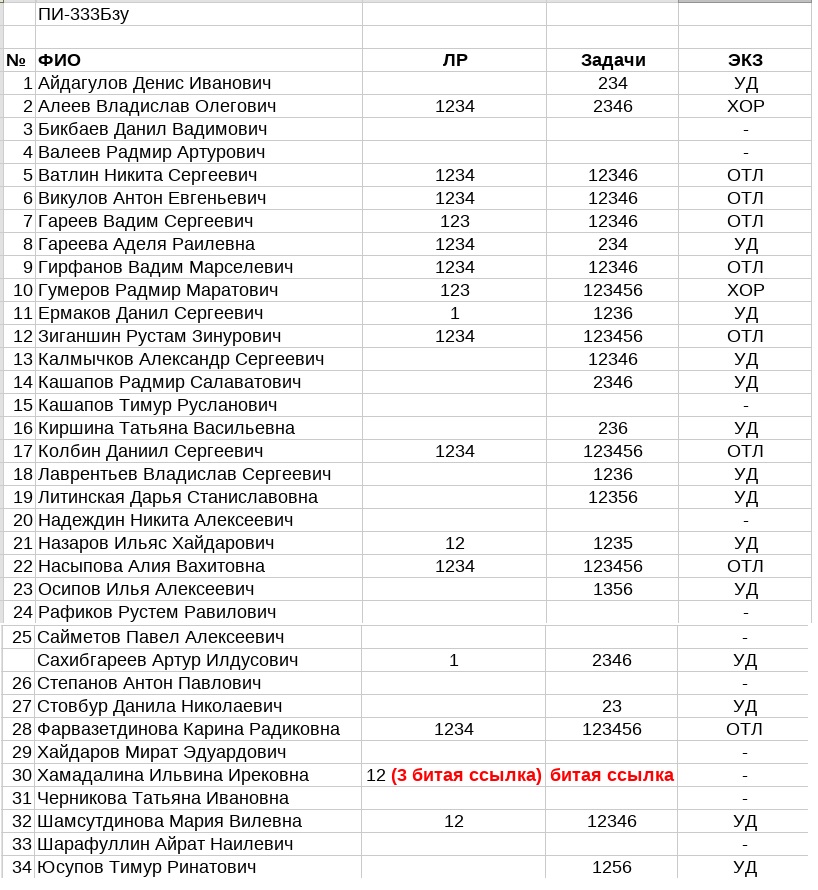 ПИ-333Бзу
№ ФИО ЛР Задачи ЭКЗ
1 Айдагулов Денис Иванович 234 УД
2 Алеев Владислав Олегович 1234 2346 ХОР
3 Бикбаев Данил Вадимович -
4 Валеев Радмир Артурович -
5 Ватлин Никита Сергеевич 1234 12346 ОТЛ
6 Викулов Антон Евгеньевич 1234 12346 ОТЛ
7 Гареев Вадим Сергеевич 123 12346 ОТЛ
8 Гареева Аделя Раилевна 1234 234 УД
9 Гирфанов Вадим Марселевич 1234 12346 ОТЛ
10 Гумеров Радмир Маратович 123 123456 ХОР
11 Ермаков Данил Сергеевич 1 1236 УД
12 Зиганшин Рустам Зинурович 1234 123456 ОТЛ
13 Калмычков Александр Сергеевич 12346 УД
14 Кашапов Радмир Салаватович 2346 УД
15 Кашапов Тимур Русланович -
16 Киршина Татьяна Васильевна 236 УД
17 Колбин Даниил Сергеевич 1234 123456 ОТЛ
18 Лаврентьев Владислав Сергеевич 1236 УД
19 Литинская Дарья Станиславовна 12356 УД
20 Надеждин Никита Алексеевич -
21 Назаров Ильяс Хайдарович 12 1235 УД
22 Насыпова Алия Вахитовна 1234 123456 ОТЛ
23 Осипов Илья Алексеевич 1356 УД
24 Рафиков Рустем Равилович -
25 Сайметов Павел Алексеевич -
Сахибгареев Артур Илдусович 1 2346 УД
26 Степанов Антон Павлович -
27 Стовбур Данила Николаевич 23 УД
28 Фарвазетдинова Карина Радиковна 1234 123456 ОТЛ
29 Хайдаров Мират Эдуардович -
30 Хамадалина Ильвина Ирековна 12 (3 битая ссылка) битая ссылка -
31 Черникова Татьяна Ивановна -
32 Шамсутдинова Мария Вилевна 12 12346 УД
33 Шарафуллин Айрат Наилевич -
34 Юсупов Тимур Ринатович 1256 УД